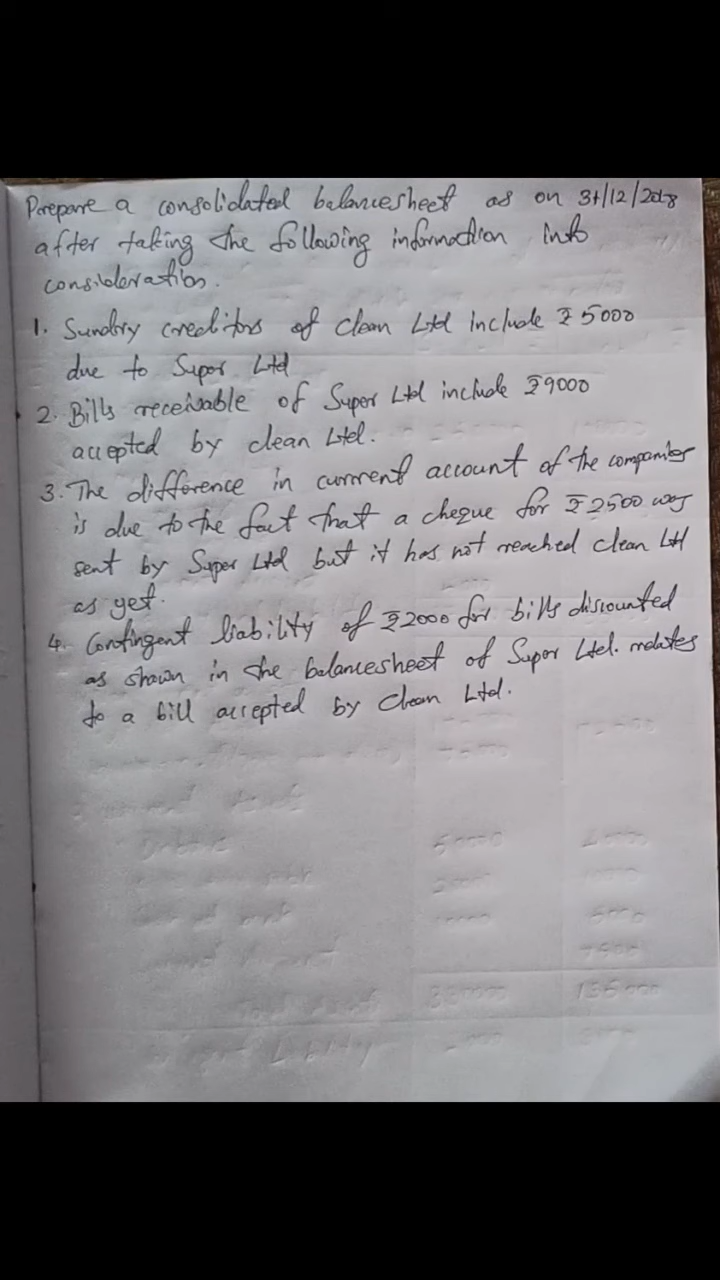 Prepare a consolidated balancesheet as on 31/12/2018
after taking the following information into
consideration.
1. Sundry creditors of clean Ltd include ₹5000
due to Super Ltd
2. Bills receivable of Super Ltd include ₹9000
accepted by clean Ltd.
3. The difference in current account of the companies
is due to the fact that a cheque for ₹2500 was
sent by Super Ltd but it has not reached clean Ltd
as yet.
4. Contingent liability of ₹2000 for bills discounted
as shown in the balancesheet of Super Ltd. relates
to a bill accepted by clean Ltd.